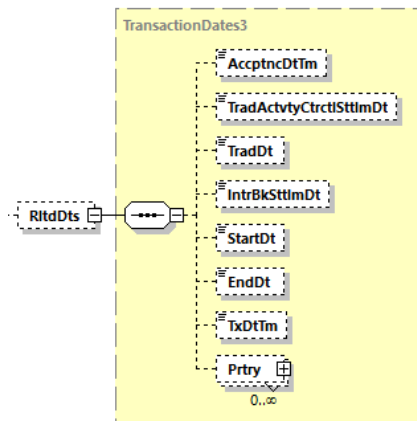 TransactionDates3
AccptncDtTm
TradActvtyCtrctlSttlmDt
TradDt
IntrBkSttlmDt
RltdDts
StartDt
EndDt
TxDtTm
Prtry
0..∞